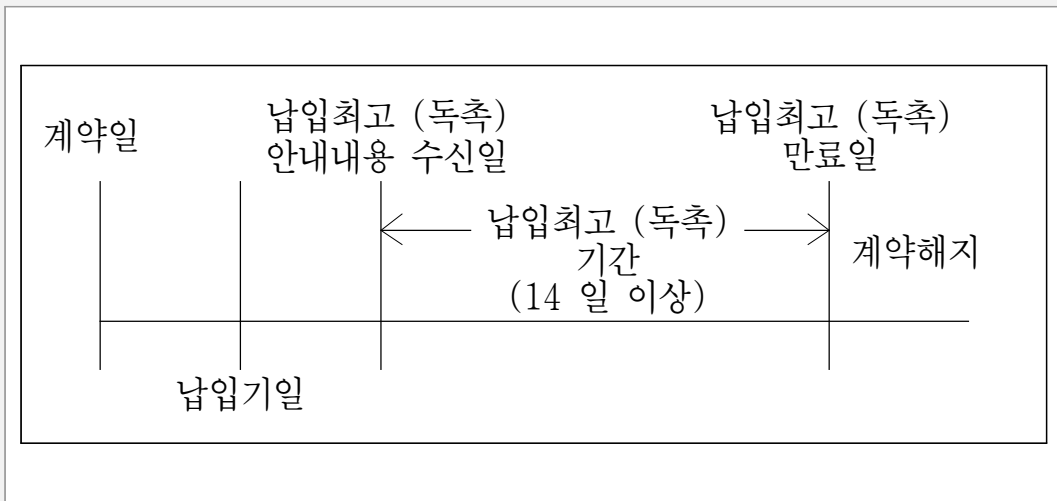 계약일
납입최고 (독촉)
안내내용 수신일
납입최고 (독촉)
만료일
납입최고 (독촉)
기간
(14 일 이상)
계약해지
납입기일